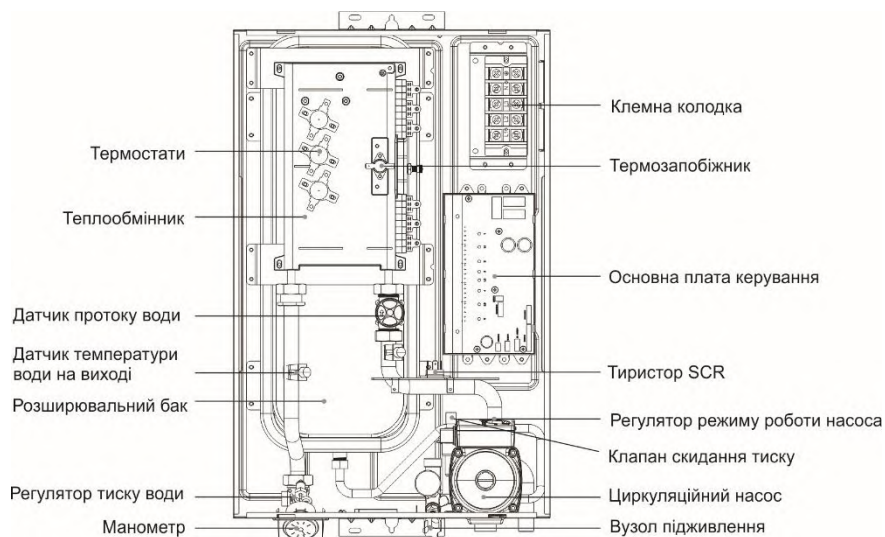 Термостати
Теплообмінник
Датчик протоку води
Датчик температури
води на виході
Розширювальний бак
Регулятор тиску води
Манометр
Клемна колодка
Термозапобіжник
Основна плата керування
Тиристор SCR
Регулятор режиму роботи насоса
Клапан скидання тиску
Циркуляційний насос
Вузол підживлення